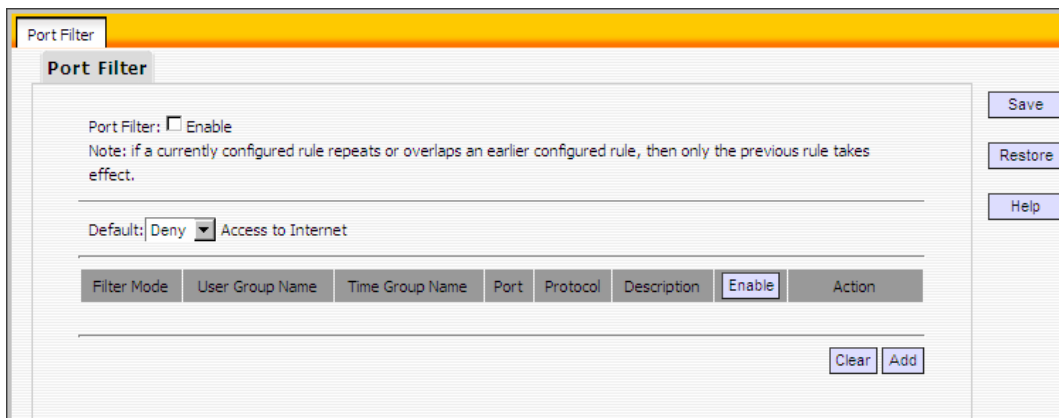 Port Filter
Port Filter
Port Filter: Enable
Note: if a currently configured rule repeats or overlaps an earlier configured rule, then only the previous rule takes
effect.
Default: Deny Access to Internet
Filter Mode User Group Name Time Group Name Port Protocol Description Enable Action
Clear Add
Save
Restore
Help